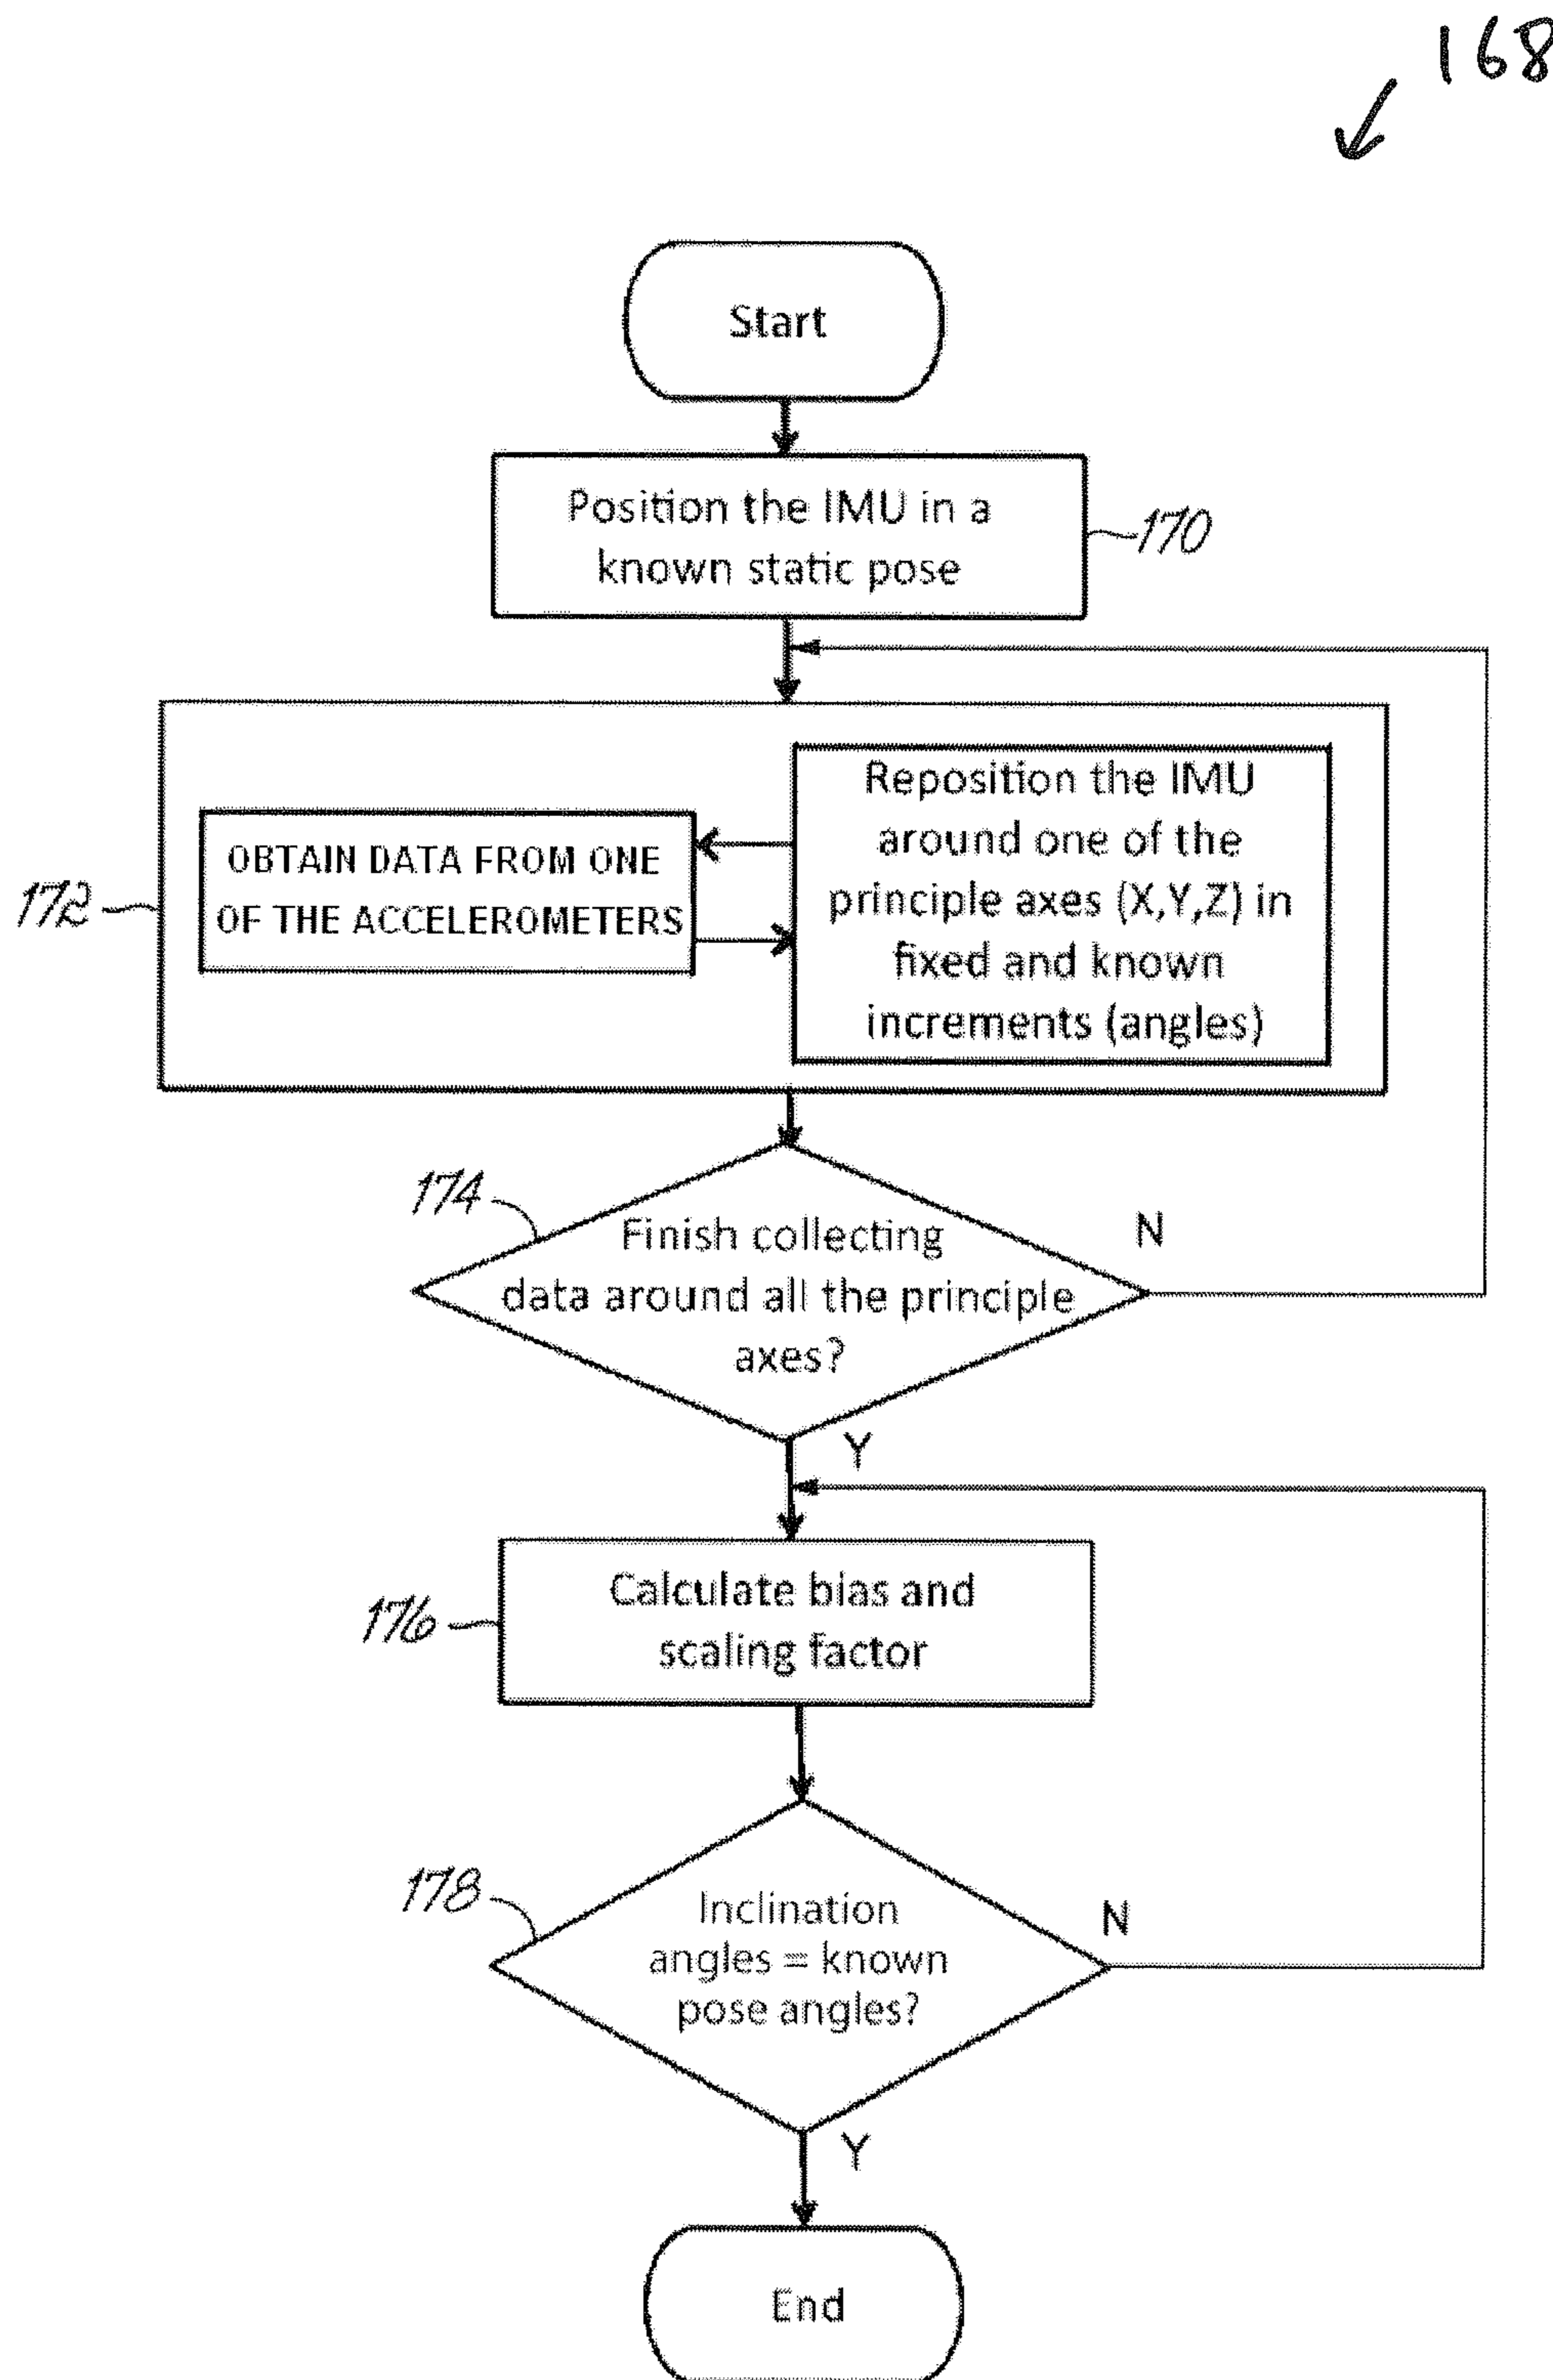 168
Start
Position the IMU in a
known static pose
170
172
OBTAIN DATA FROM ONE
OF THE ACCELEROMETERS
Reposition the IMU
around one of the
principle axes (X,Y,Z) in
fixed and known
increments (angles)
174
Finish collecting
data around all the principle
axes?
N
Y
176
Calculate bias and
scaling factor
178
Inclination
angles = known
pose angles?
N
Y
End